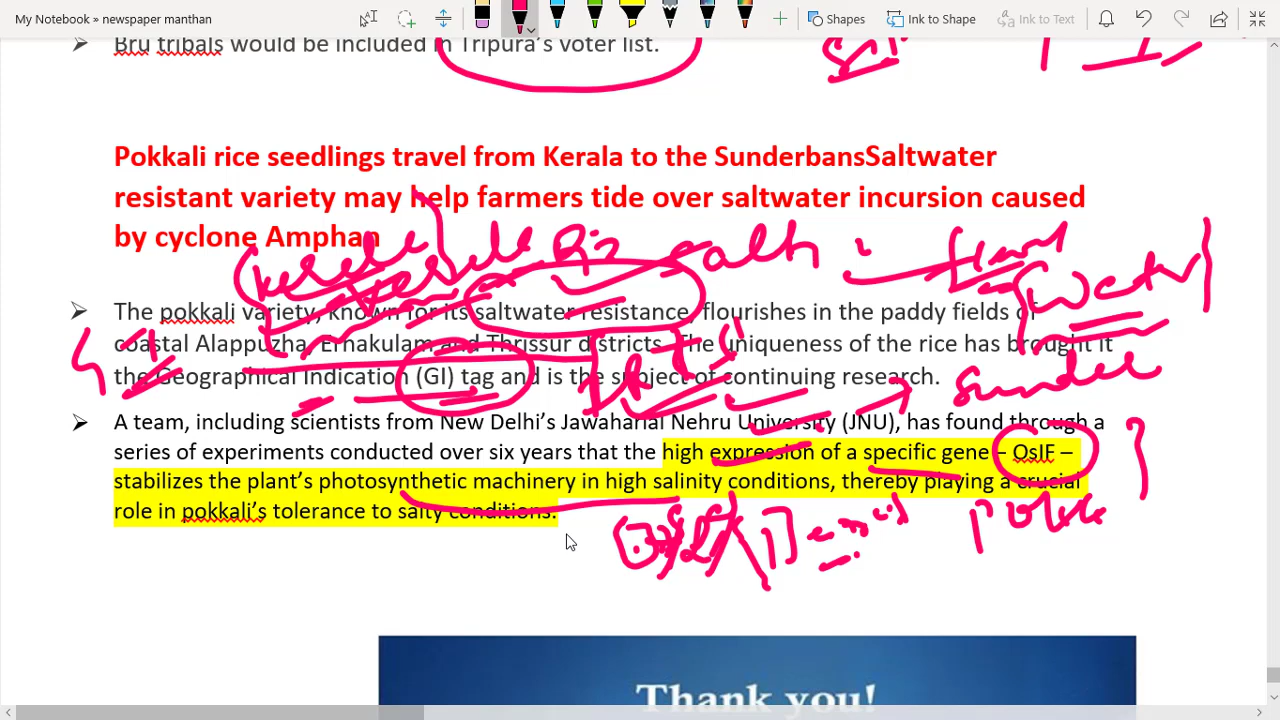 My Notebook » newspaper manthan
Shapes
Ink to Shape
Ink to Text
Bru tribals would be included in Tripura's voter list.
Pokkali rice seedlings travel from Kerala to the SunderbansSaltwater
resistant variety may help farmers tide over saltwater incursion caused
by cyclone Amphan
The pokkali variety, known for its saltwater resistance, flourishes in the paddy fields of
coastal Alappuzha, Ernakulam and Thrissur districts. The uniqueness of the rice has brought it
the Geographical Indication (GI) tag and is the subject of continuing research.
A team, including scientists from New Delhi's Jawaharlal Nehru University (JNU), has found through a
series of experiments conducted over six years that the high expression of a specific gene – OsIF –
stabilizes the plant's photosynthetic machinery in high salinity conditions, thereby playing a crucial
role in pokkali's tolerance to salty conditions.
Water
Thank you!